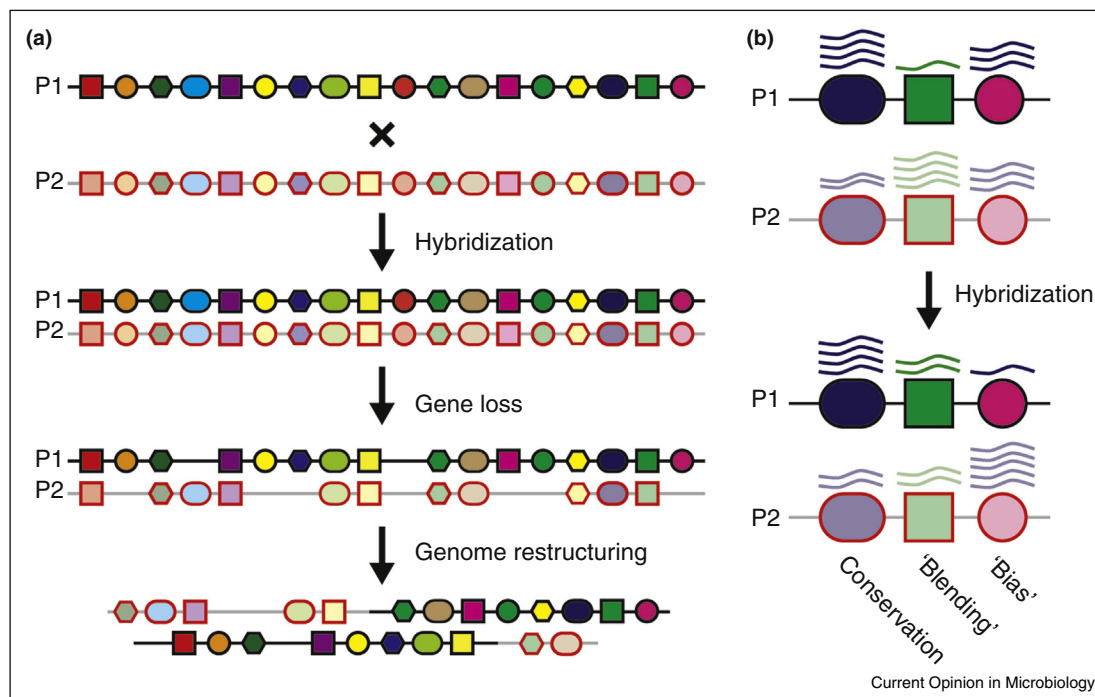 (a)
P1
P2
Hybridization
P1
P2
Gene loss
P1
P2
Genome restructuring
(b)
P1
P2
Hybridization
P1
P2
Conservation
‘Blending’
‘Bias’
Current Opinion in Microbiology